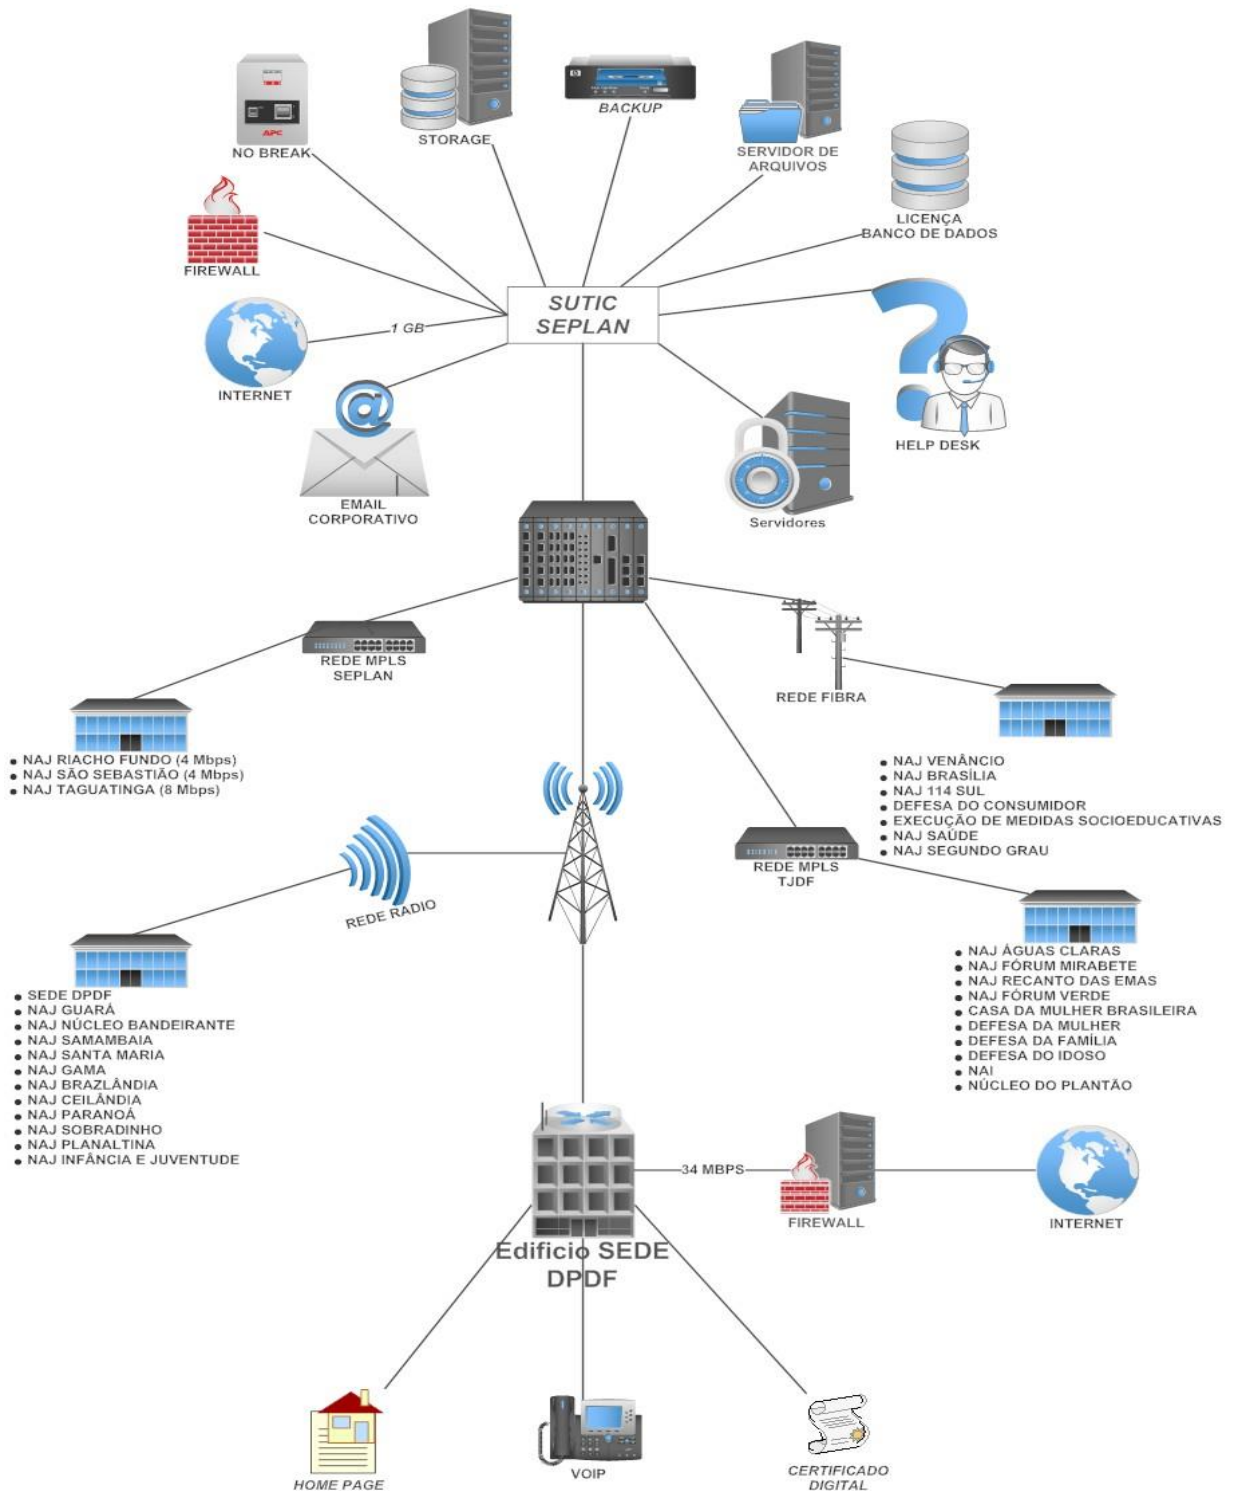 STORAGE
BACKUP
APC
NO BREAK
SERVIDOR DE
ARQUIVOS
LICENÇA
BANCO DE DADOS
FIREWALL
SUTIC
SEPLAN
1 GB
INTERNET
HELP DESK
EMAIL
CORPORATIVO
Servidores
REDE MPLS
SEPLAN
REDE FIBRA
• NAJ RIACHO FUNDO (4 Mbps)
• NAJ SÃO SEBASTIÃO (4 Mbps)
• NAJ TAGUATINGA (8 Mbps)
• NAJ VENÂNCIO
• NAJ BRASÍLIA
• NAJ 114 SUL
• DEFESA DO CONSUMIDOR
• EXECUÇÃO DE MEDIDAS SOCIOEDUCATIVAS
• NAJ SAÚDE
• NAJ SEGUNDO GRAU
REDE MPLS
TJDF
REDE RADIO
• NAJ ÁGUAS CLARAS
• NAJ FÓRUM MIRABETE
• NAJ RECANTO DAS EMAS
• NAJ FÓRUM VERDE
• CASA DA MULHER BRASILEIRA
• DEFESA DA MULHER
• DEFESA DA FAMÍLIA
• DEFESA DO IDOSO
• NAI
• NÚCLEO DO PLANTÃO
• SEDE DPDF
• NAJ GUARÁ
• NAJ NÚCLEO BANDEIRANTE
• NAJ SAMAMBAIA
• NAJ SANTA MARIA
• NAJ GAMA
• NAJ BRAZLÂNDIA
• NAJ CEILÂNDIA
• NAJ PARANOÁ
• NAJ SOBRADINHO
• NAJ PLANALTINA
• NAJ INFÂNCIA E JUVENTUDE
34 MBPS
FIREWALL
INTERNET
Edificio SEDE
DPDF
HOME PAGE
VOIP
CERTIFICADO
DIGITAL